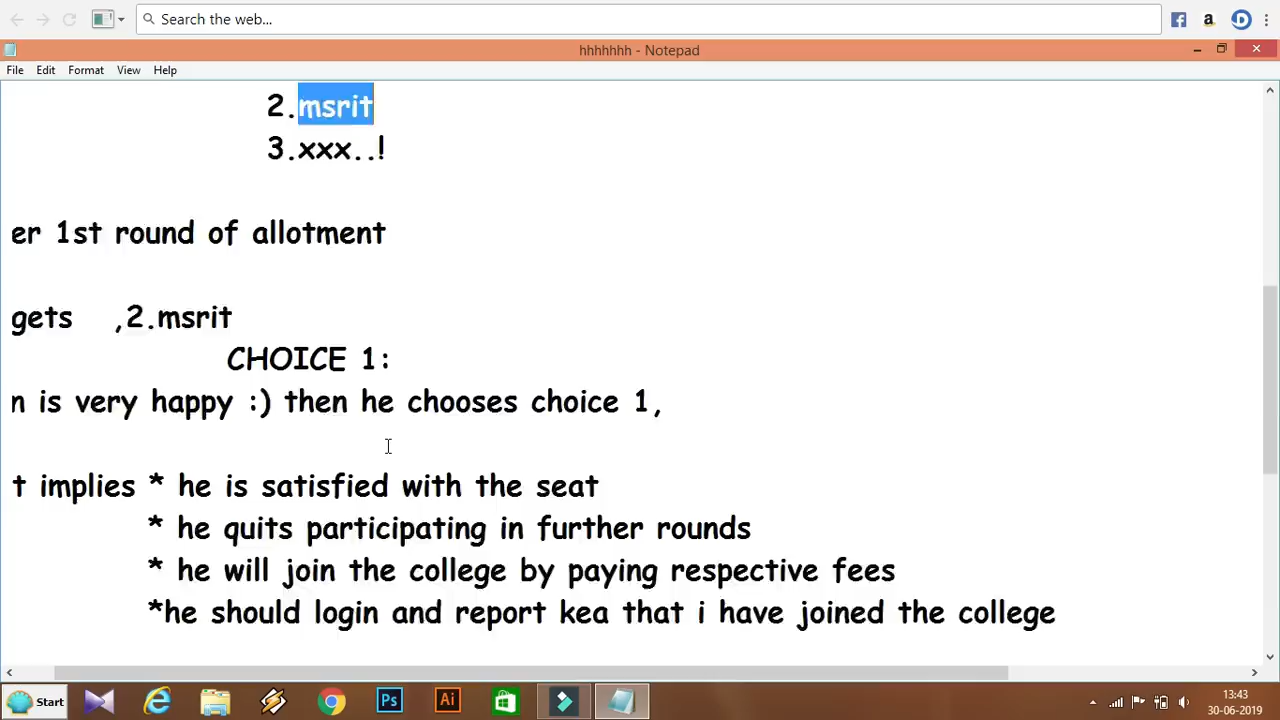 Search the web...
hhhhhhh - Notepad
File Edit Format View Help
2.msrit
3.xxx..!
er 1st round of allotment
gets ,2.msrit
CHOICE 1:
n is very happy :) then he chooses choice 1,
t implies * he is satisfied with the seat
* he quits participating in further rounds
* he will join the college by paying respective fees
*he should login and report kea that i have joined the college
Start
Ps
Ai
13:43
30-06-2019